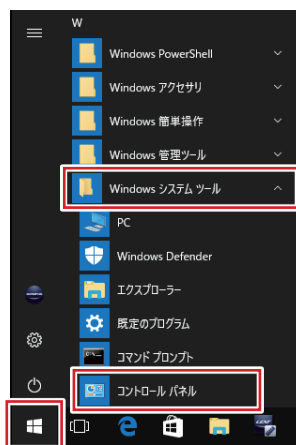 W
Windows PowerShell
Windows アクセサリ
Windows 簡単操作
Windows 管理ツール
Windows システム ツール
PC
Windows Defender
エクスプローラー
既定のプログラム
コマンド プロンプト
コントロール パネル